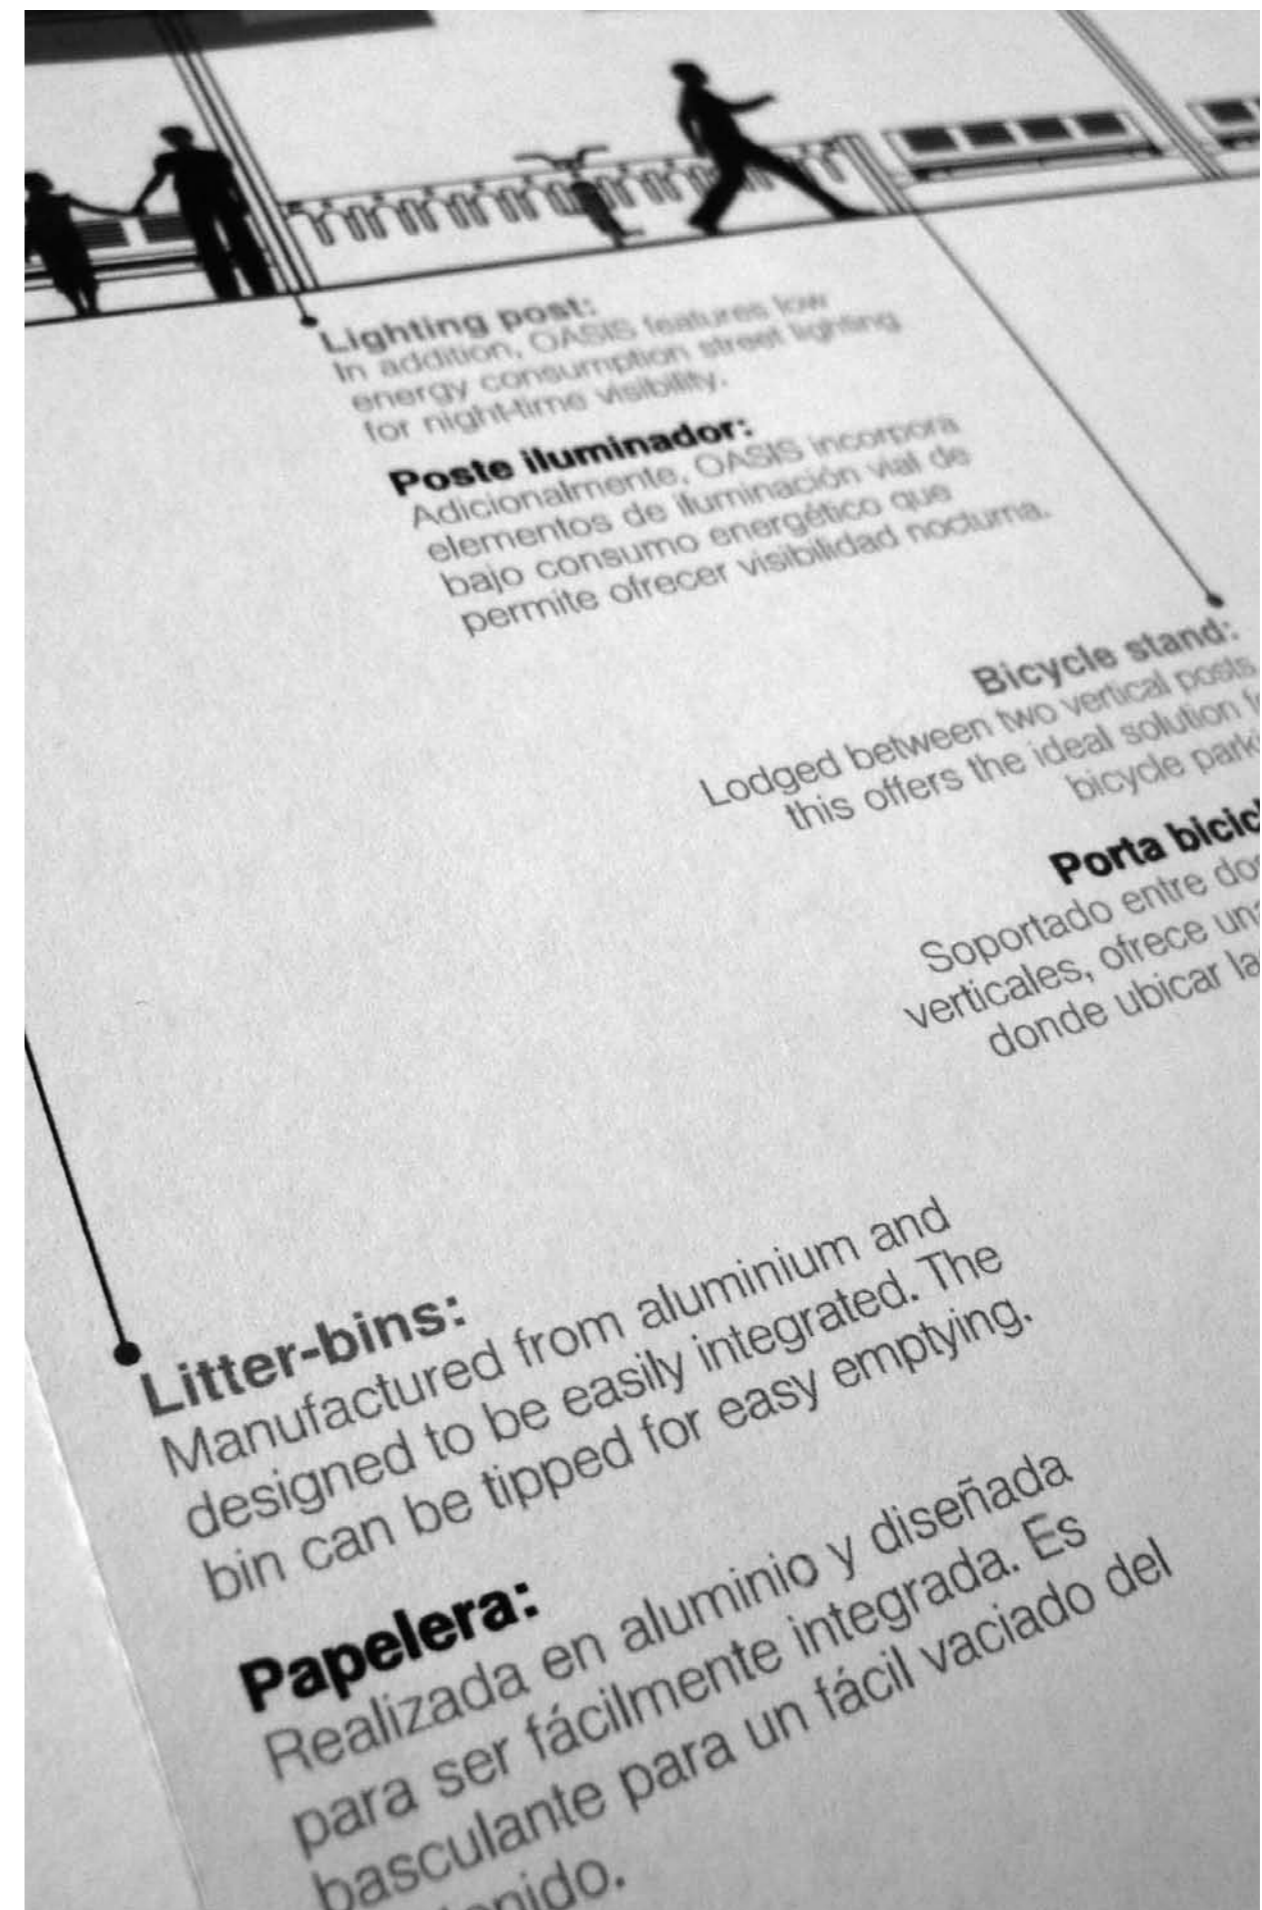 Lighting post:
In addition, OASIS features low
energy consumption street lighting
for night-time visibility.
Poste iluminador:
Adicionalmente, OASIS incorpora
elementos de iluminación vial de
bajo consumo energético que
permite ofrecer visibilidad nocturna.
Bicycle stand:
Lodged between two vertical posts
this offers the ideal solution
bicycle
Porta
Soportado entre
verticales, ofrece
donde ubicar
Litter-bins:
Manufactured from aluminium and
designed to be easily integrated. The
bin can be tipped for easy emptying.
Papelera:
Realizada en aluminio y diseñada
para ser fácilmente integrada. Es
basculante para un fácil vaciado del